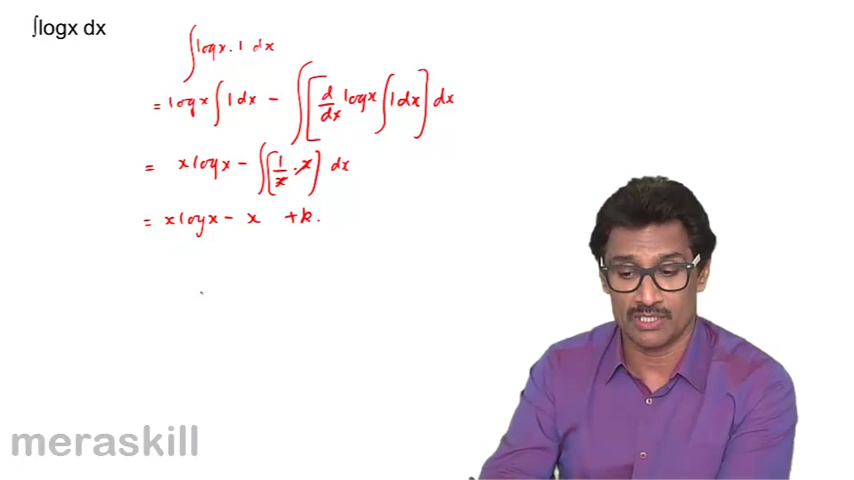 ∫logx dx
∫logx . 1 dx
= logx ∫1dx - ∫[d/dx logx ∫1dx] dx
= xlogx - ∫[1/x . x] dx
= xlogx - x + k.
meraskill